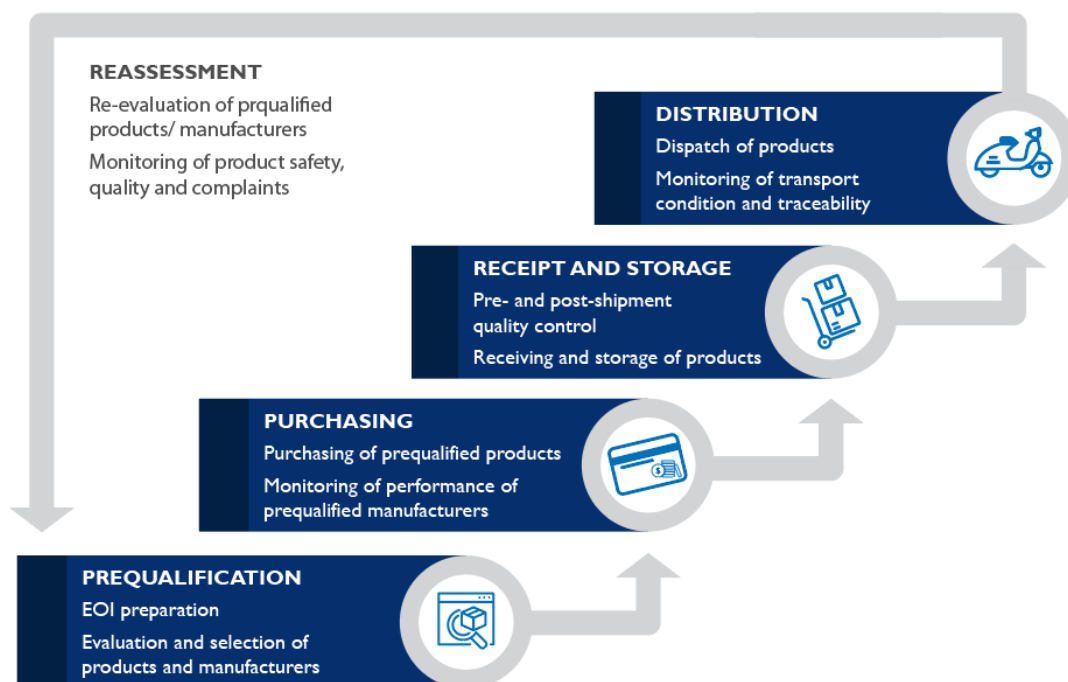 REASSESSMENT
Re-evaluation of prqualified
products/ manufacturers
Monitoring of product safety,
quality and complaints
DISTRIBUTION
Dispatch of products
Monitoring of transport
condition and traceability
RECEIPT AND STORAGE
Pre- and post-shipment
quality control
Receiving and storage of products
PURCHASING
Purchasing of prequalified products
Monitoring of performance of
prequalified manufacturers
PREQUALIFICATION
EOI preparation
Evaluation and selection of
products and manufacturers